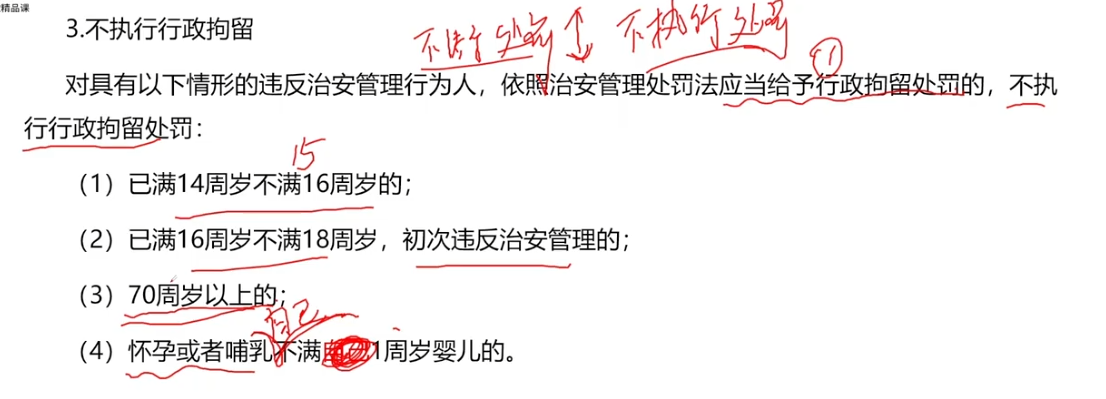 精品课
3.不执行行政拘留
不执行处罚 不执行处罚
①
对具有以下情形的违反治安管理行为人，依照治安管理处罚法应当给予行政拘留处罚的，不执
行行政拘留处罚：
15
（1）已满14周岁不满16周岁的；
（2）已满16周岁不满18周岁，初次违反治安管理的；
（3）70周岁以上的；
自己
（4）怀孕或者哺乳不满1周岁婴儿的。